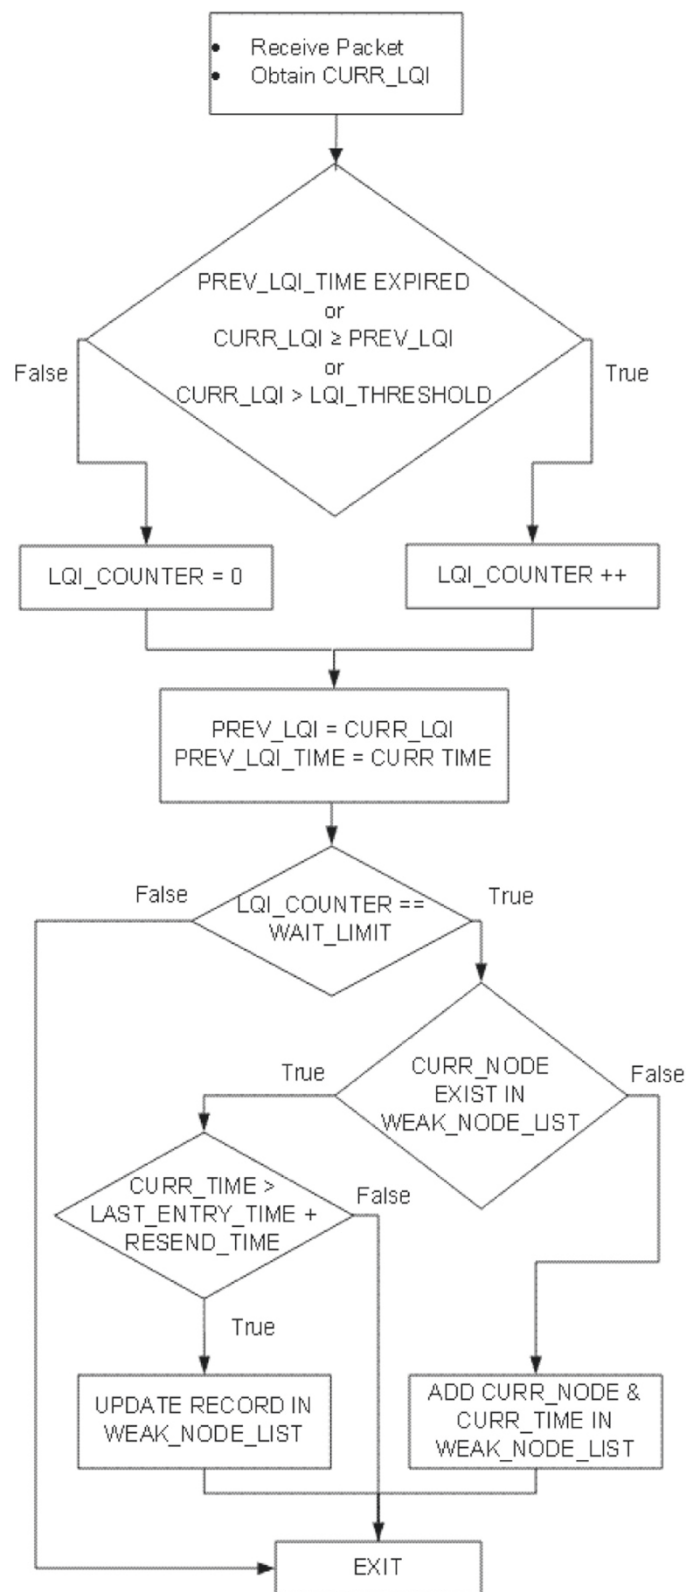 • Receive Packet
• Obtain CURR_LQI
PREV_LQI_TIME EXPIRED
or
CURR_LQI ≥ PREV_LQI
or
CURR_LQI > LQI_THRESHOLD
False
True
LQI_COUNTER = 0
LQI_COUNTER ++
PREV_LQI = CURR_LQI
PREV_LQI_TIME = CURR TIME
False
True
LQI_COUNTER ==
WAIT_LIMIT
True
False
CURR_NODE
EXIST IN
WEAK_NODE_LIST
CURR_TIME >
LAST_ENTRY_TIME +
RESEND_TIME
False
True
UPDATE RECORD IN
WEAK_NODE_LIST
ADD CURR_NODE &
CURR_TIME IN
WEAK_NODE_LIST
EXIT